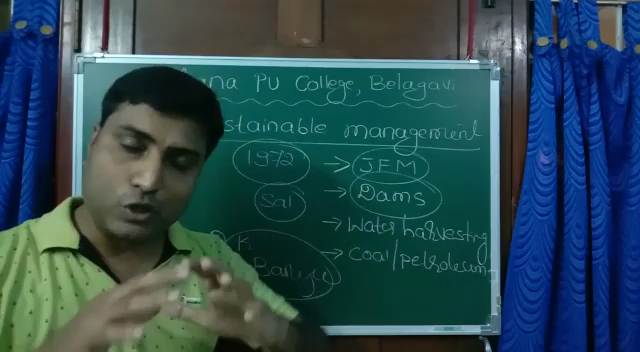 PU College, Belagavi
stainable management
1972 → JFM
Sal → Dams
→ Water harvesting
K → Coal/petroleum